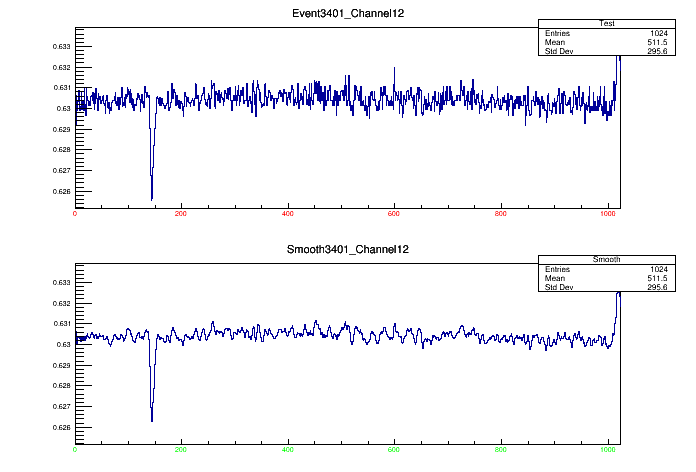 Event3401_Channel12
Test
Entries 1024
Mean 511.5
Std Dev 295.6
0.633
0.632
0.631
0.63
0.629
0.628
0.627
0.626
0 200 400 600 800 1000
Smooth3401_Channel12
Smooth
Entries 1024
Mean 511.5
Std Dev 295.6
0.633
0.632
0.631
0.63
0.629
0.628
0.627
0.626
0 200 400 600 800 1000